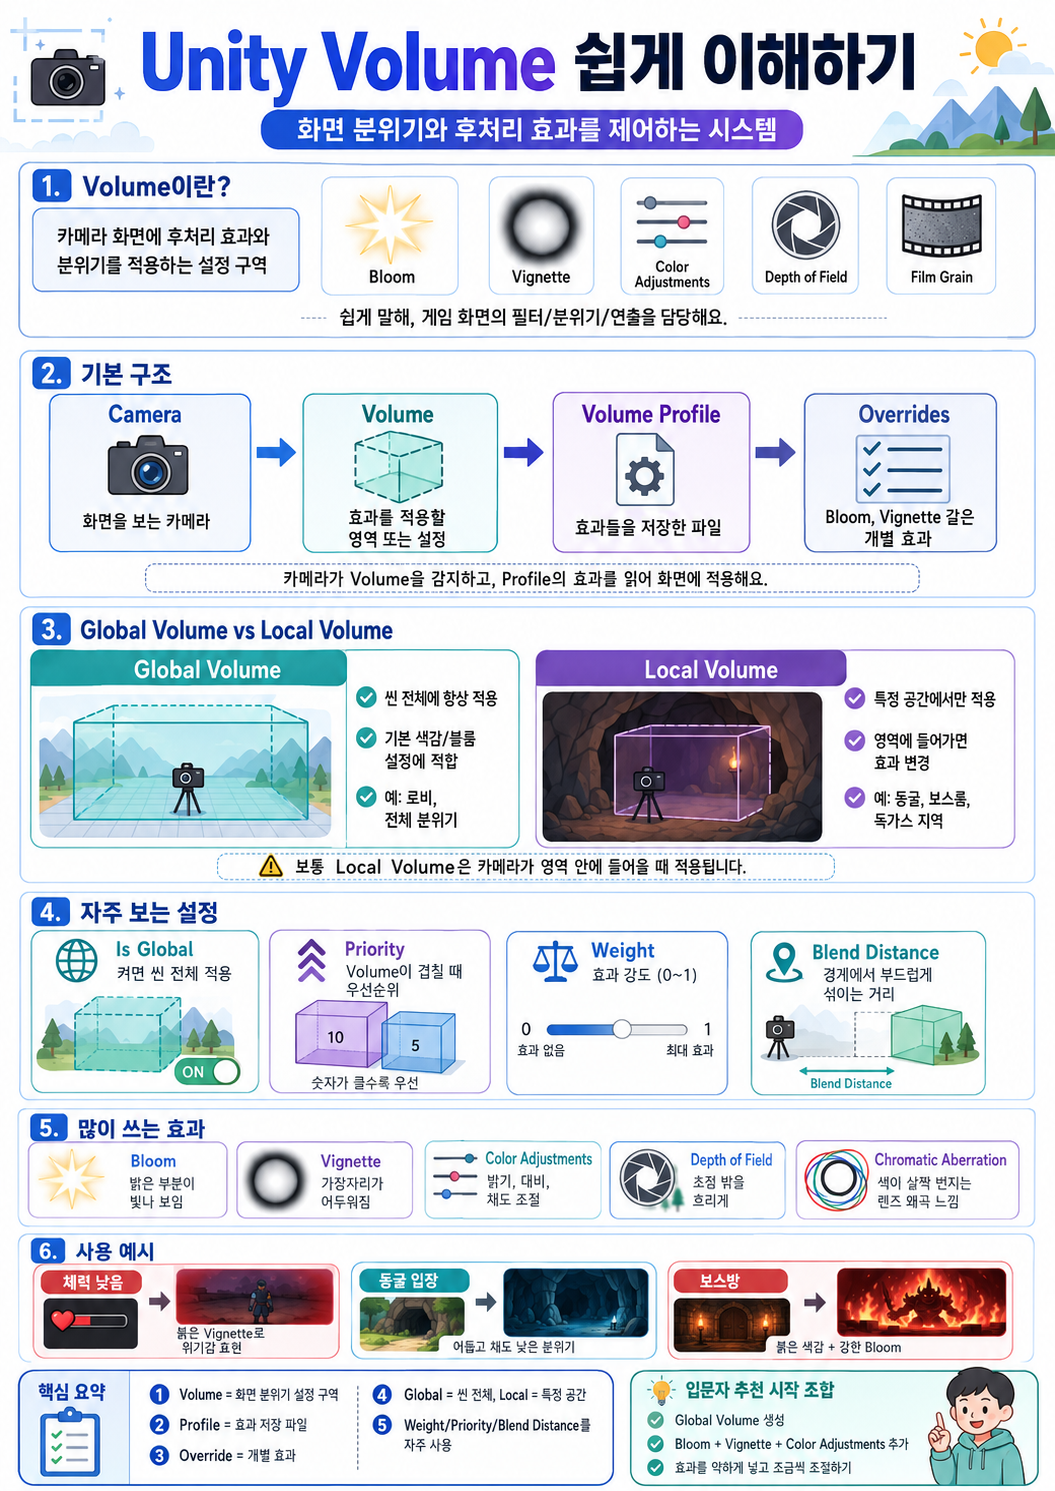 Unity Volume 쉽게 이해하기
화면 분위기와 후처리 효과를 제어하는 시스템
1. Volume이란?
카메라 화면에 후처리 효과와
분위기를 적용하는 설정 구역
Bloom
Vignette
Color
Adjustments
Depth of Field
Film Grain
쉽게 말해, 게임 화면의 필터/분위기/연출을 담당해요.
2. 기본 구조
Camera
화면을 보는 카메라
Volume
효과를 적용할
영역 또는 설정
Volume Profile
효과들을 저장한 파일
Overrides
Bloom, Vignette 같은
개별 효과
카메라가 Volume을 감지하고, Profile의 효과를 읽어 화면에 적용해요.
3. Global Volume vs Local Volume
Global Volume
씬 전체에 항상 적용
기본 색감/블룸
설정에 적합
예: 로비,
전체 분위기
Local Volume
특정 공간에서만 적용
영역에 들어가면
효과 변경
예: 동굴, 보스룸,
독가스 지역
보통 Local Volume은 카메라가 영역 안에 들어올 때 적용됩니다.
4. 자주 보는 설정
Is Global
켜면 씬 전체 적용
ON
Priority
Volume이 겹칠 때
우선순위
10
5
숫자가 클수록 우선
Weight
효과 강도 (0~1)
0
1
효과 없음
최대 효과
Blend Distance
경게에서 부드럽게
섞이는 거리
Blend Distance
5. 많이 쓰는 효과
Bloom
밝은 부분이
빛나 보임
Vignette
가장자리가
어두워짐
Color Adjustments
밝기, 대비,
채도 조절
Depth of Field
초점 밖을
흐리게
Chromatic Aberration
색이 살짝 번지는
렌즈 왜곡 느낌
6. 사용 예시
체력 낮음
붉은 Vignette로
위기감 표현
동굴 입장
어둡고 채도 낮은 분위기
보스방
붉은 색감 + 강한 Bloom
핵심 요약
1 Volume = 화면 분위기 설정 구역
2 Profile = 효과 저장 파일
3 Override = 개별 효과
4 Global = 씬 전체, Local = 특정 공간
5 Weight/Priority/Blend Distance를
자주 사용
입문자 추천 시작 조합
Global Volume 생성
Bloom + Vignette + Color Adjustments 추가
효과를 약하게 넣고 조금씩 조절하기